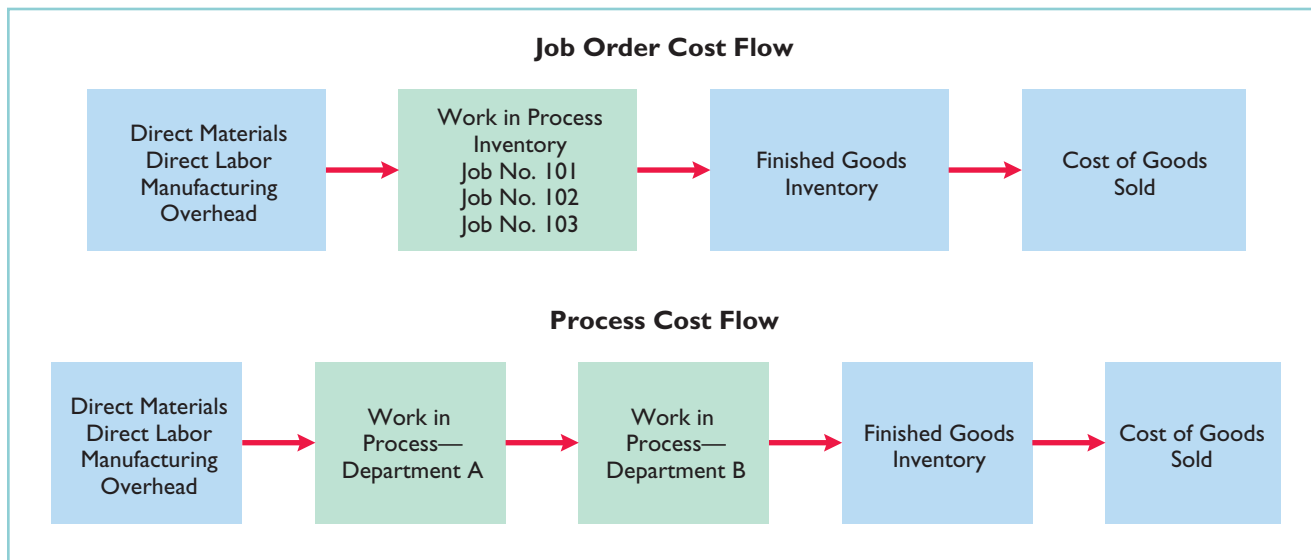 Job Order Cost Flow
Direct Materials
Direct Labor
Manufacturing
Overhead
Work in Process
Inventory
Job No. 101
Job No. 102
Job No. 103
Finished Goods
Inventory
Cost of Goods
Sold
Process Cost Flow
Direct Materials
Direct Labor
Manufacturing
Overhead
Work in
Process—
Department A
Work in
Process—
Department B
Finished Goods
Inventory
Cost of Goods
Sold